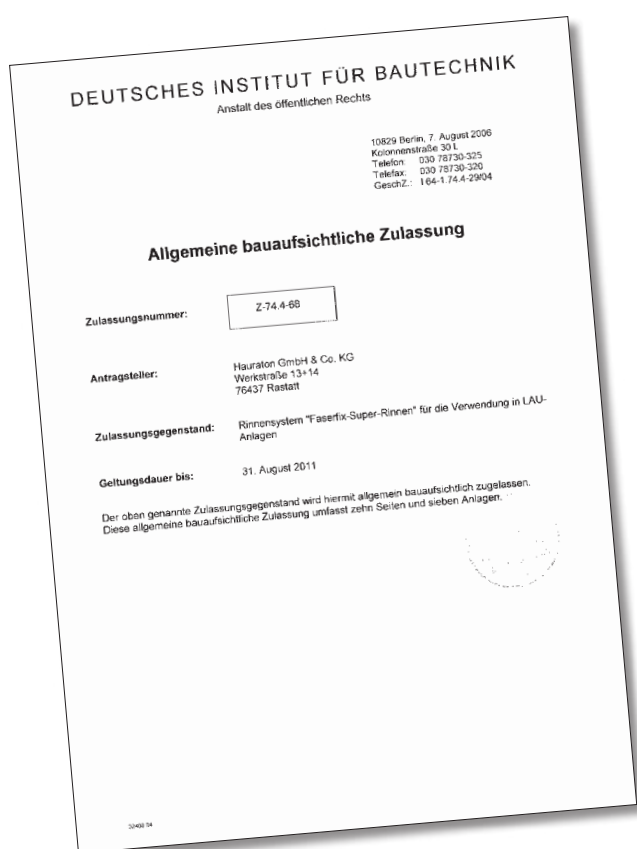 DEUTSCHES INSTITUT FÜR BAUTECHNIK
Anstalt des öffentlichen Rechts
10829 Berlin, 7. August 2006
Kolonnenstraße 30 L
Telefon: 030 78730-325
Telefax: 030 78730-320
GeschZ.: I 64-1.74.4-29/04
Allgemeine bauaufsichtliche Zulassung
Zulassungsnummer: Z-74.4-68
Antragsteller: Hauraton GmbH & Co. KG
Werkstraße 13+14
76437 Rastatt
Zulassungsgegenstand: Rinnensystem "Faserfix-Super-Rinnen" für die Verwendung in LAU-
Anlagen
Geltungsdauer bis: 31. August 2011
Der oben genannte Zulassungsgegenstand wird hiermit allgemein bauaufsichtlich zugelassen.
Diese allgemeine bauaufsichtliche Zulassung umfasst zehn Seiten und sieben Anlagen.